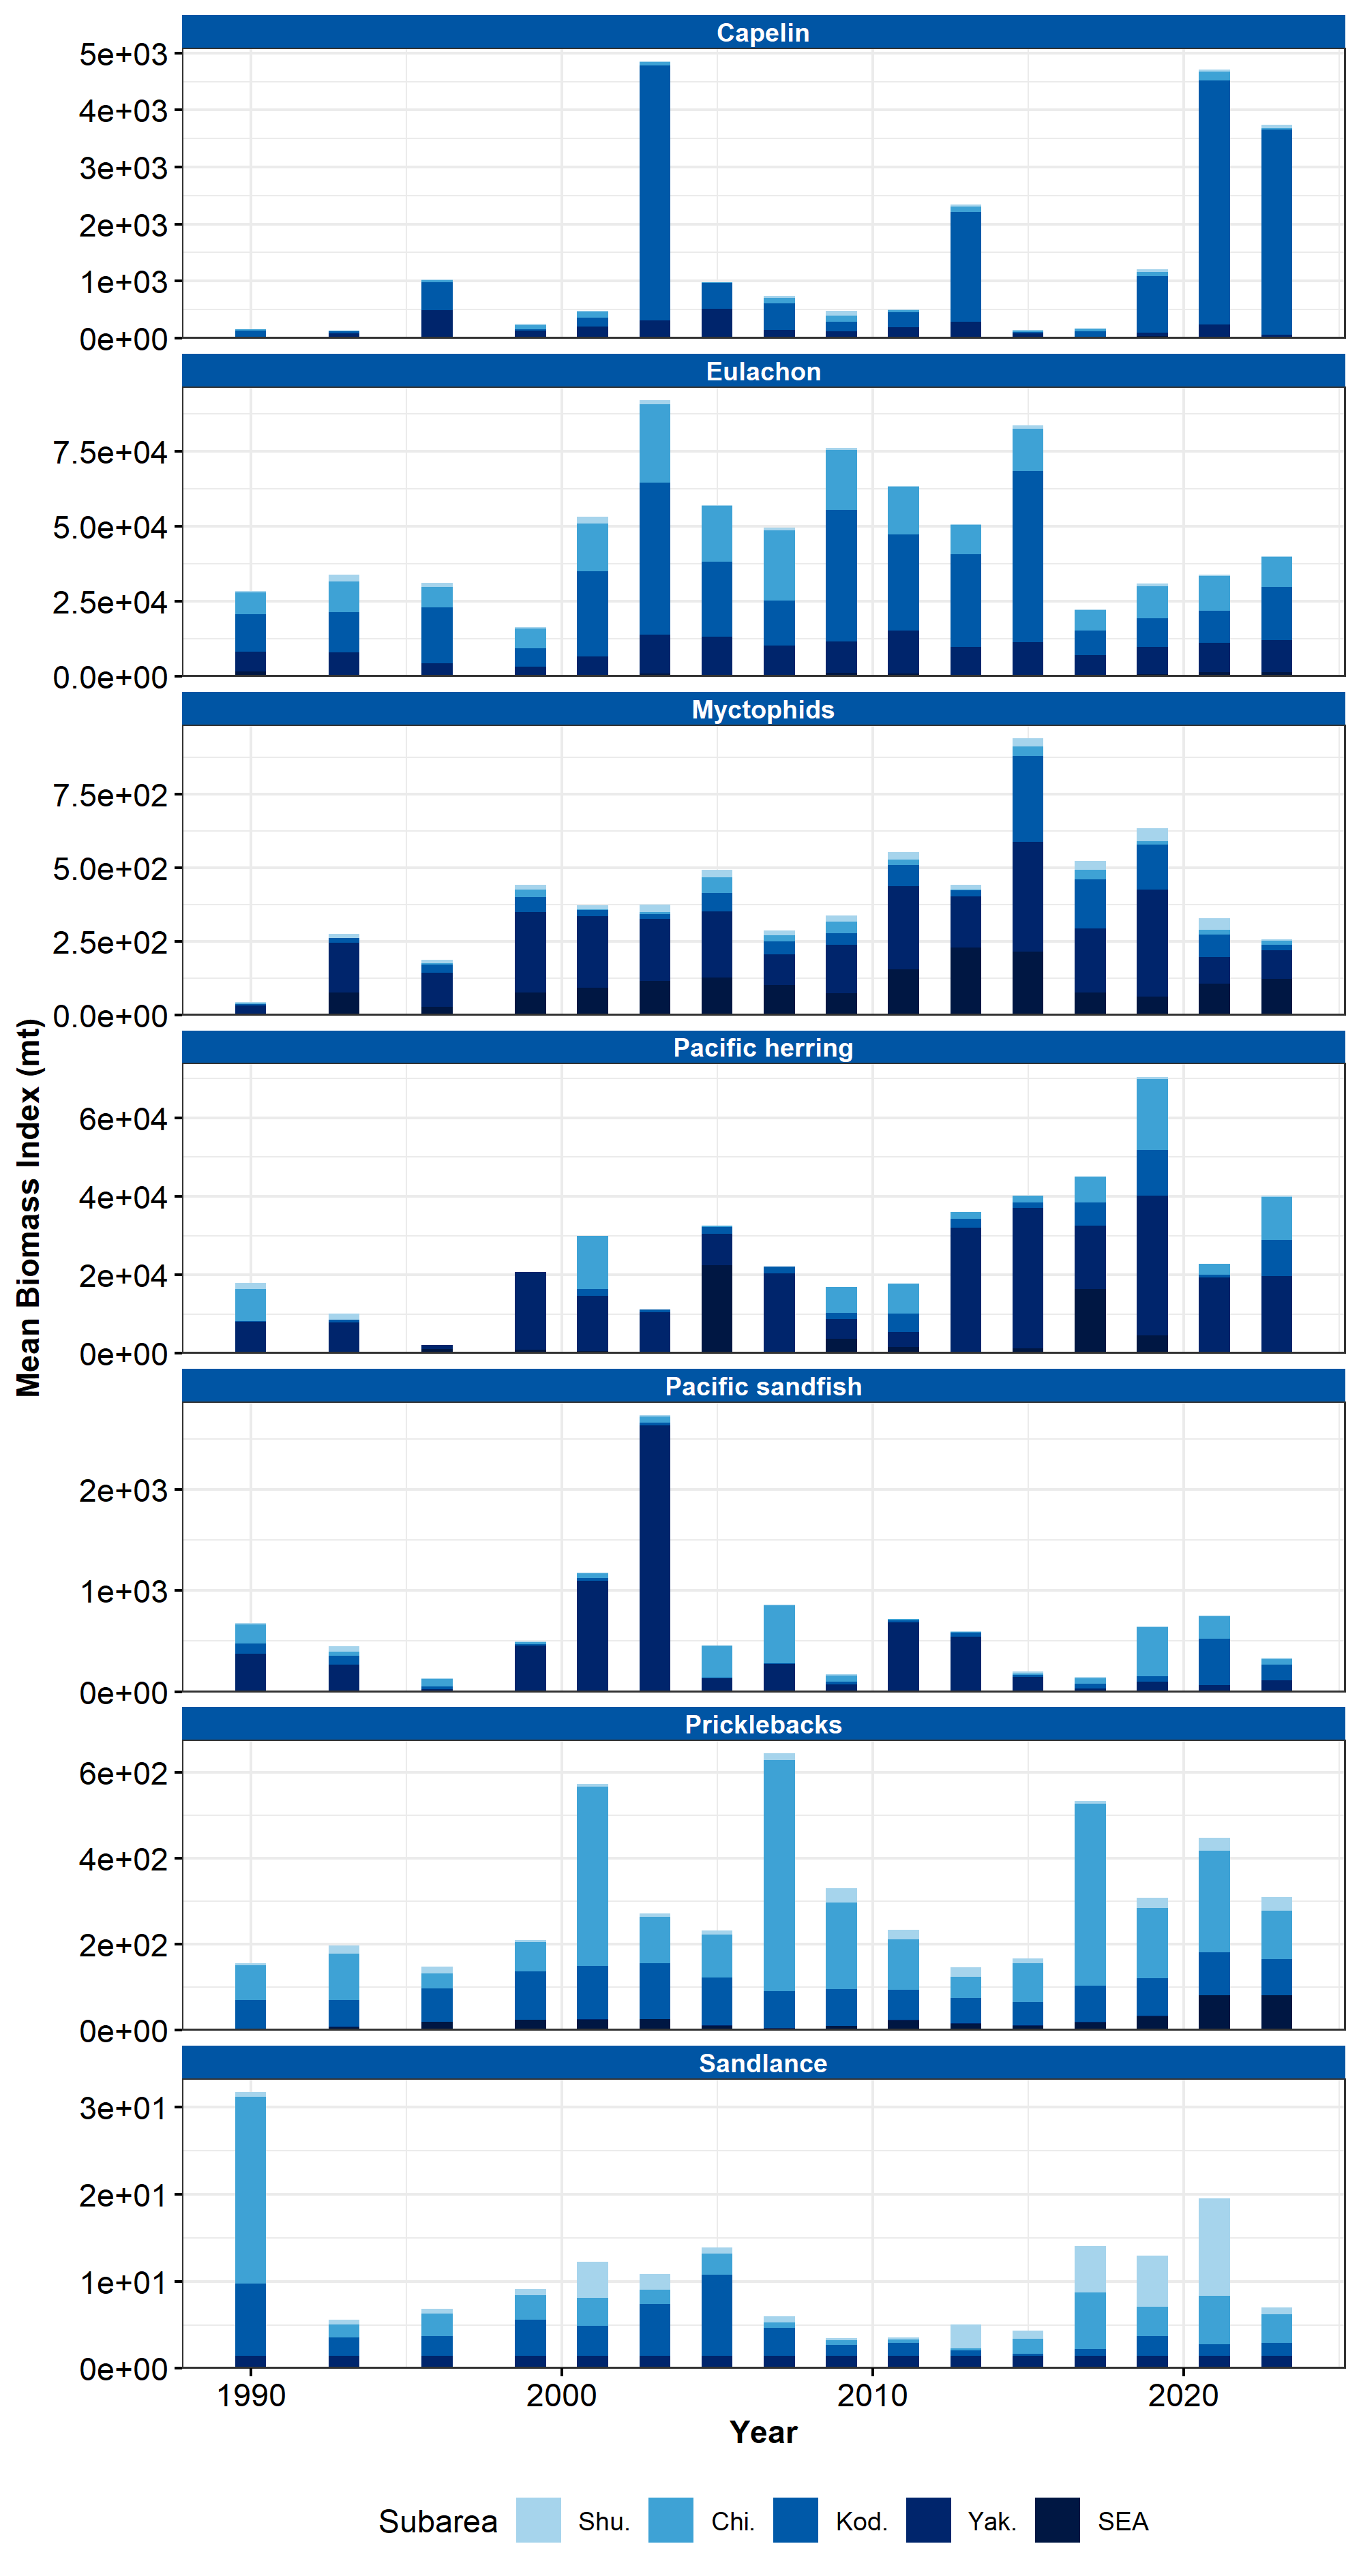 Capelin
5e+03
4e+03
3e+03
2e+03
1e+03
0e+00
Eulachon
7.5e+04
5.0e+04
2.5e+04
0.0e+00
Myctophids
7.5e+02
5.0e+02
2.5e+02
0.0e+00
Mean Biomass Index (mt)
Pacific herring
6e+04
4e+04
2e+04
0e+00
Pacific sandfish
2e+03
1e+03
0e+00
Pricklebacks
6e+02
4e+02
2e+02
0e+00
Sandlance
3e+01
2e+01
1e+01
0e+00
1990 2000 2010 2020
Year
Subarea Shu. Chi. Kod. Yak. SEA